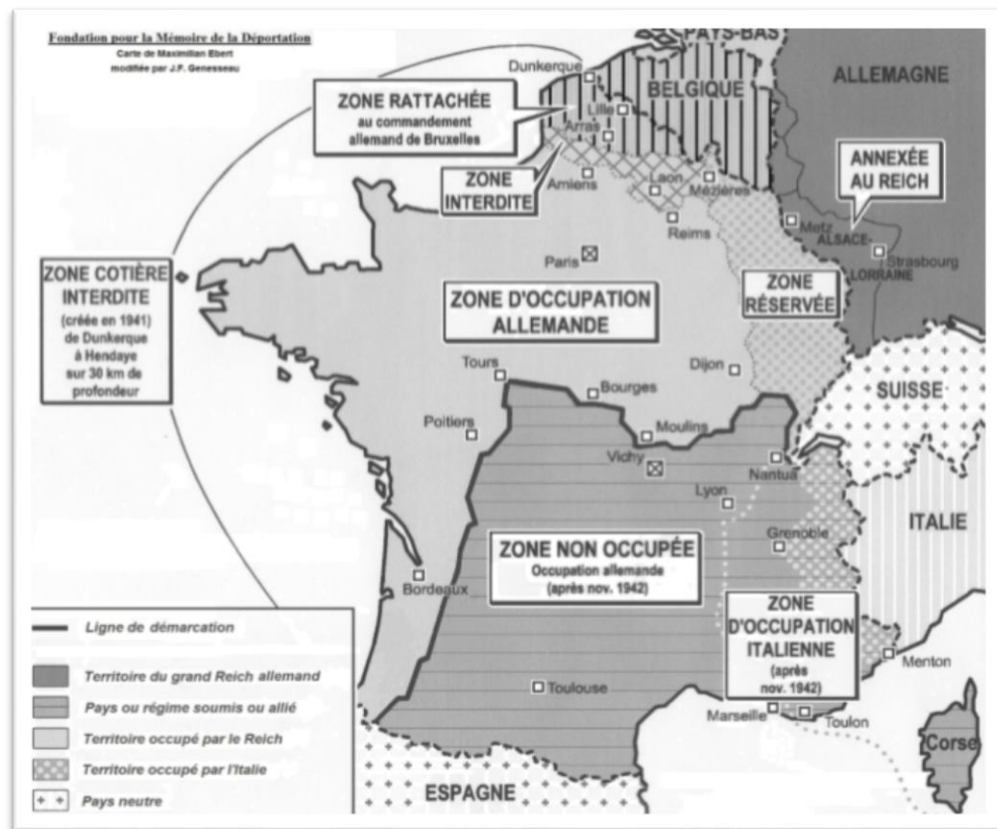 Fondation pour la Mémoire de la Déportation
Carte de Maximilian Ebert
modifiée par J.F. Genesseau
PAYS-BAS
ALLEMAGNE
Dunkerque
BELGIQUE
ZONE RATTACHÉE
au commandement
allemand de Bruxelles
Lille
Arras
ANNEXÉE
AU REICH
ZONE
INTERDITE
Amiens
Laon
Mézières
Reims
Metz
ALSACE-
LORRAINE
Strasbourg
ZONE COTIÈRE
INTERDITE
(créée en 1941)
de Dunkerque
à Hendaye
sur 30 km de
profondeur
Paris
ZONE D'OCCUPATION
ALLEMANDE
ZONE
RÉSERVÉE
Tours
Bourges
Dijon
SUISSE
Poitiers
Moulins
Vichy
Nantua
Lyon
ITALIE
Grenoble
ZONE NON OCCUPÉE
Occupation allemande
(après nov. 1942)
Bordeaux
ZONE
D'OCCUPATION
ITALIENNE
(après
nov. 1942)
Menton
Toulouse
Marseille
Toulon
Corse
ESPAGNE
Ligne de démarcation
Territoire du grand Reich allemand
Pays ou régime soumis ou allié
Territoire occupé par le Reich
Territoire occupé par l'Italie
Pays neutre